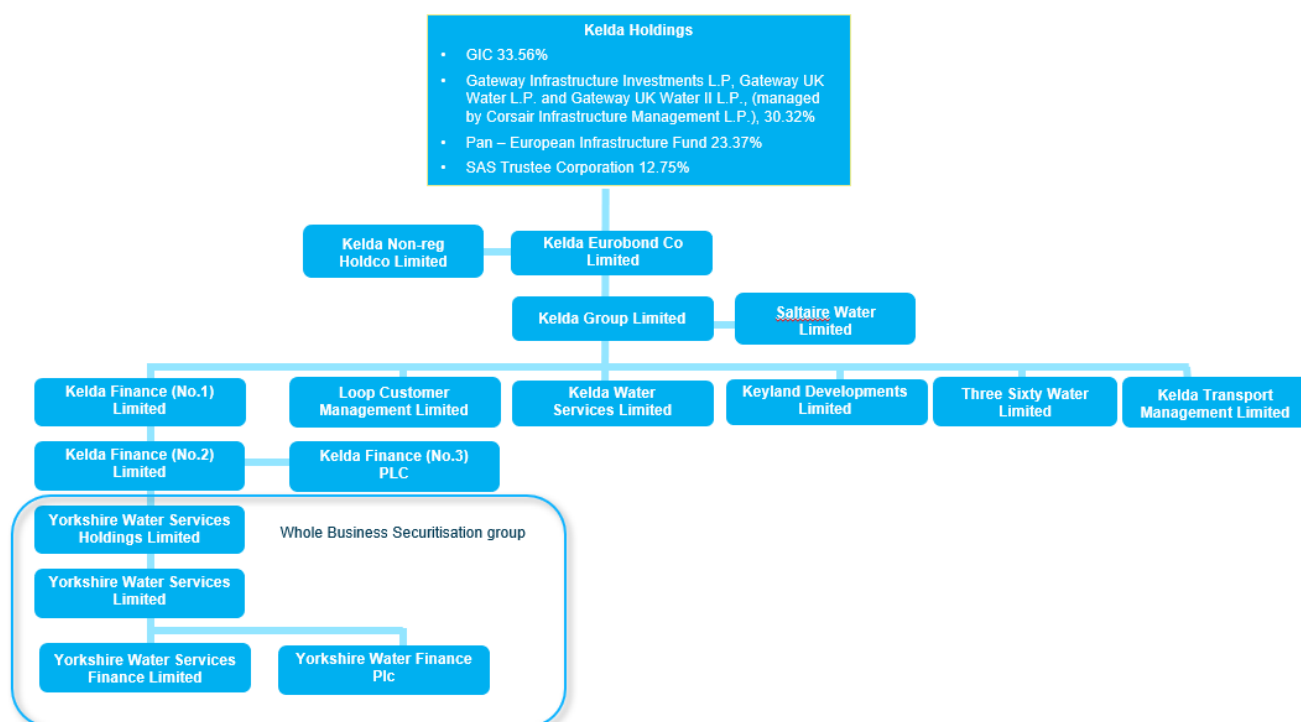 Kelda Holdings
• GIC 33.56%
• Gateway Infrastructure Investments L.P, Gateway UK
Water L.P. and Gateway UK Water II L.P., (managed
by Corsair Infrastructure Management L.P.), 30.32%
• Pan – European Infrastructure Fund 23.37%
• SAS Trustee Corporation 12.75%
Kelda Non-reg
Holdco Limited
Kelda Eurobond Co
Limited
Kelda Group Limited
Saltaire Water
Limited
Kelda Finance (No.1)
Limited
Loop Customer
Management Limited
Kelda Water
Services Limited
Keyland Developments
Limited
Three Sixty Water
Limited
Kelda Transport
Management Limited
Kelda Finance (No.2)
Limited
Kelda Finance (No.3)
PLC
Yorkshire Water Services
Holdings Limited
Whole Business Securitisation group
Yorkshire Water Services
Limited
Yorkshire Water Services
Finance Limited
Yorkshire Water Finance
Plc